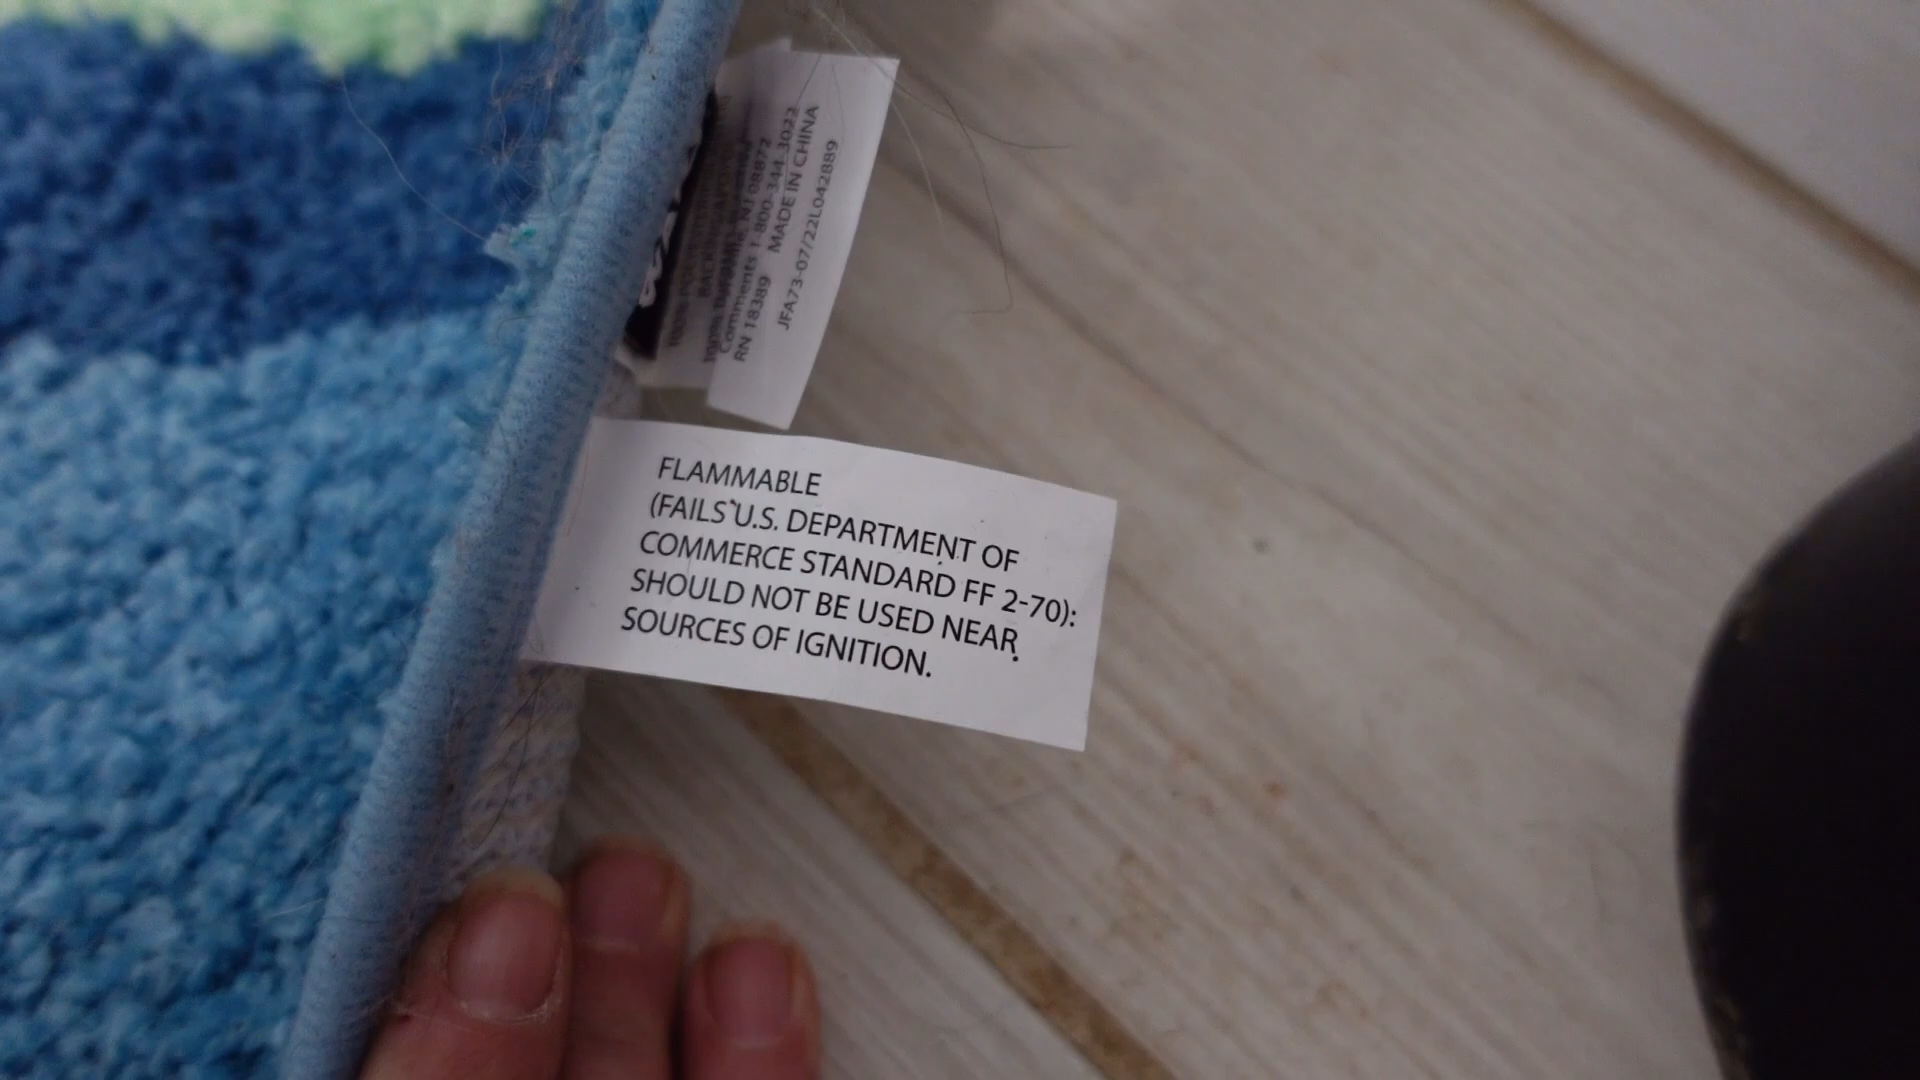 FLAMMABLE
(FAILS U.S. DEPARTMENT OF
COMMERCE STANDARD FF 2-70):
SHOULD NOT BE USED NEAR
SOURCES OF IGNITION.
Comments 1-800-344-3022
RN 18389 MADE IN CHINA
JFA73-07/22L042889